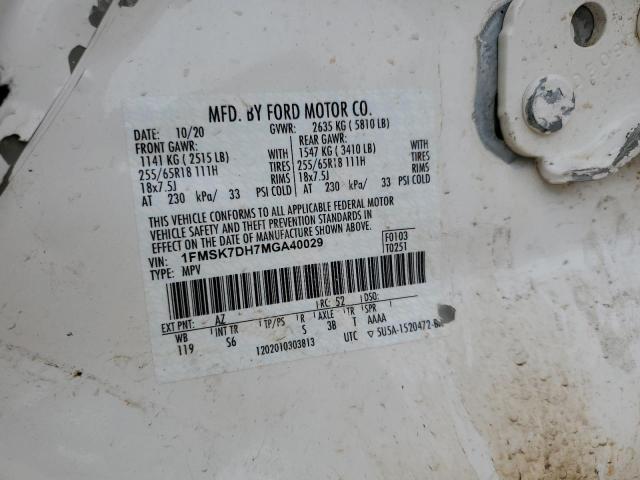 MFD. BY FORD MOTOR CO.
DATE: 10/20 GVWR: 2635 KG ( 5810 LB)
FRONT GAWR: REAR GAWR:
1141 KG ( 2515 LB) WITH 1547 KG ( 3410 LB) WITH
255/65R18 111H TIRES 255/65R18 111H TIRES
18x7.5J RIMS 18x7.5J RIMS
AT 230 kPa/ 33 PSI COLD AT 230 kPa/ 33 PSI COLD
THIS VEHICLE CONFORMS TO ALL APPLICABLE FEDERAL MOTOR
VEHICLE SAFETY AND THEFT PREVENTION STANDARDS IN
EFFECT ON THE DATE OF MANUFACTURE SHOWN ABOVE.
VIN: 1FMSK7DH7MGA40029 F0103
TYPE: MPV T0251
EXT PNT: AZ RC: 52 DSO:
WB INT TR TP/PS R AXLE TR SPR
119 S6 S 3B T AAAA
1202010303813 UTC ▽ 5U5A-1520472-